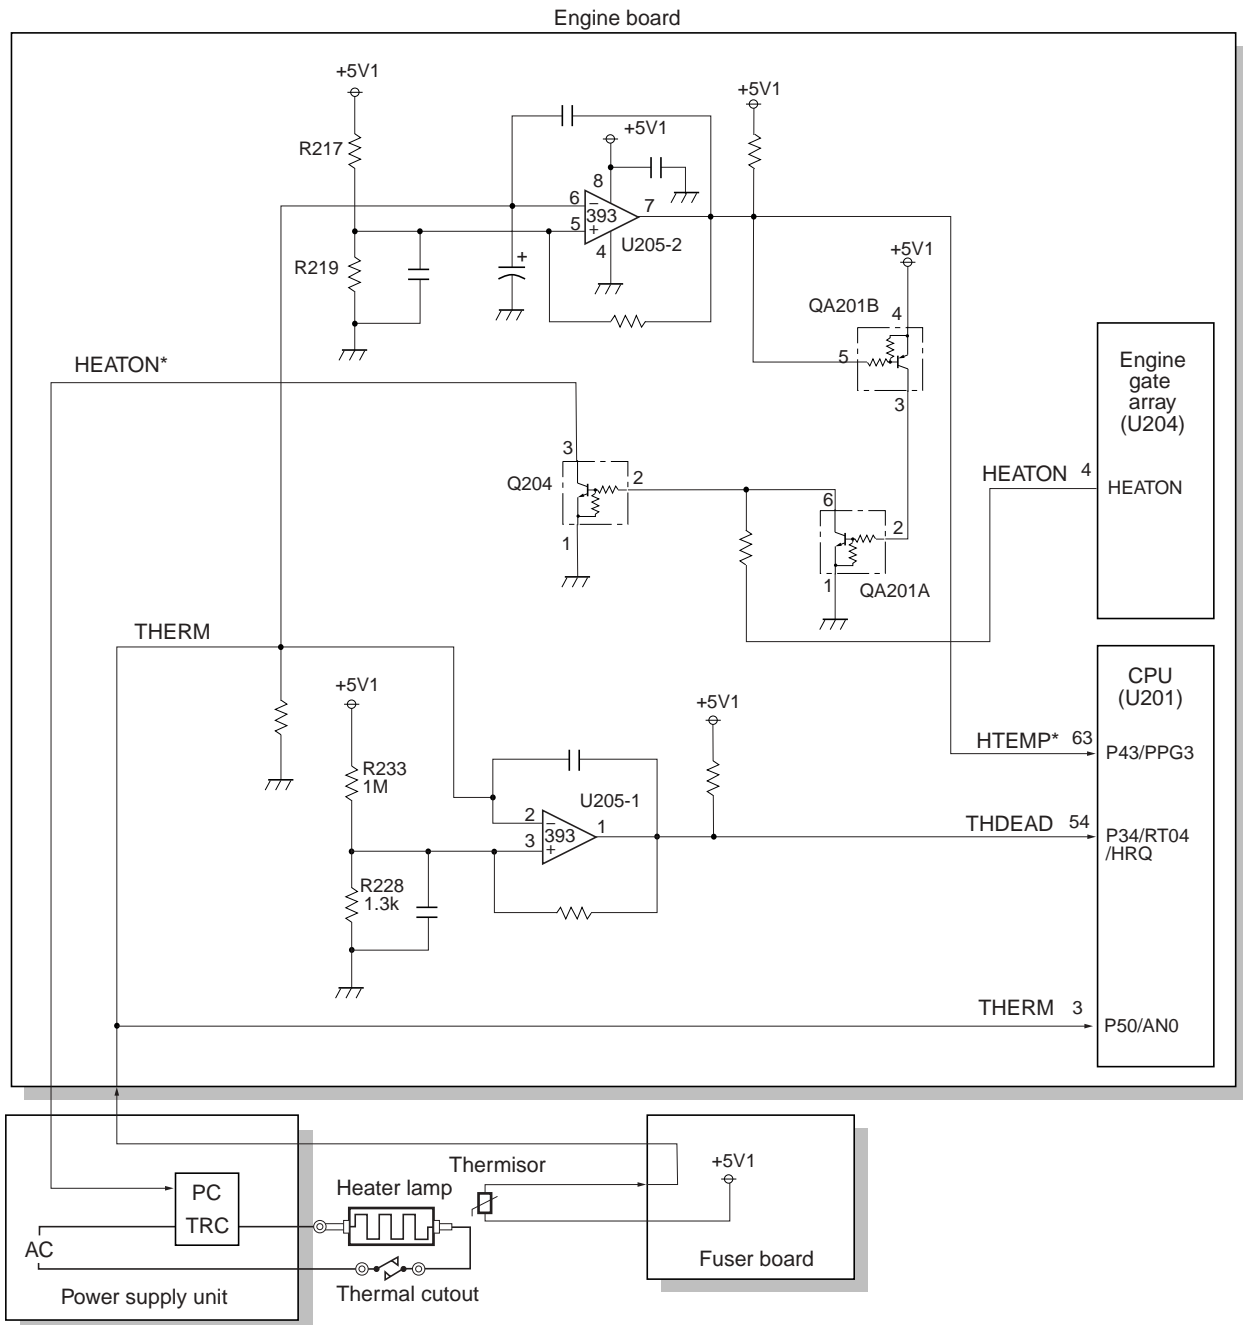 Engine board
+5V1
R217
+5V1
+5V1
8
6
−
393
7
5
+
4
U205-2
R219
+5V1
QA201B
4
5
3
HEATON*
Engine
gate
array
(U204)
3
Q204
2
1
HEATON
4
HEATON
6
2
1
QA201A
THERM
+5V1
+5V1
CPU
(U201)
HTEMP*
63
P43/PPG3
R233
1M
U205-1
2
−
393
1
3
+
THDEAD
54
P34/RT04
/HRQ
R228
1.3k
THERM
3
P50/AN0
Thermisor
+5V1
PC
Heater lamp
TRC
AC
Fuser board
Thermal cutout
Power supply unit